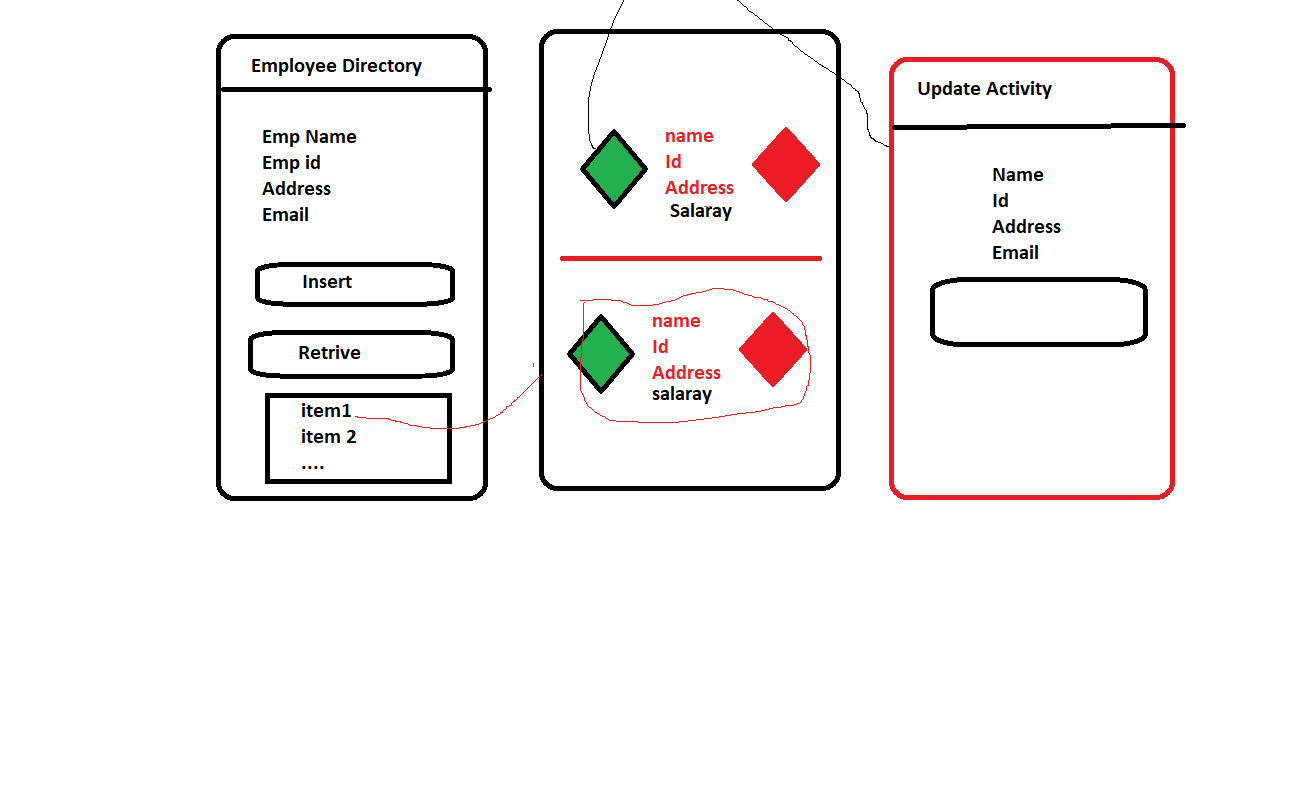 Employee Directory
Emp Name
Emp id
Address
Email
Insert
Retrive
item1
item 2
....
name
Id
Address
Salaray
name
Id
Address
salaray
Update Activity
Name
Id
Address
Email